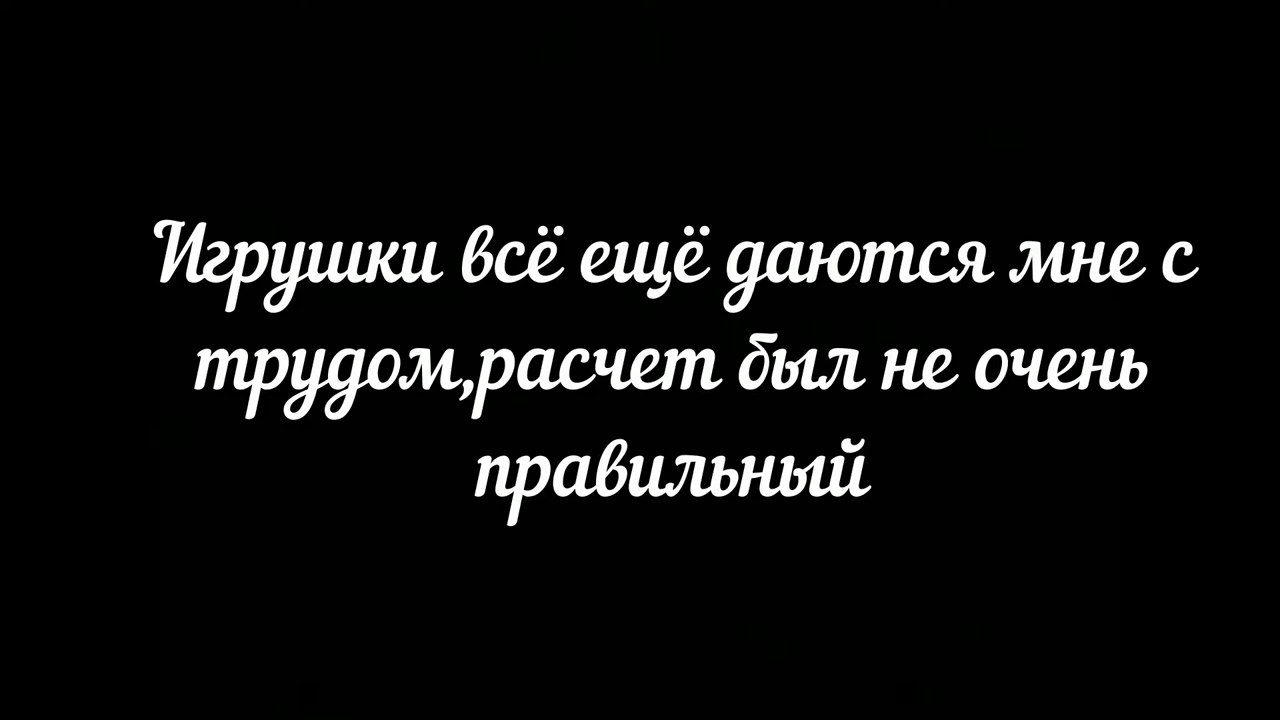 Игрушки всё ещё даются мне с
трудом,расчет был не очень
правильный